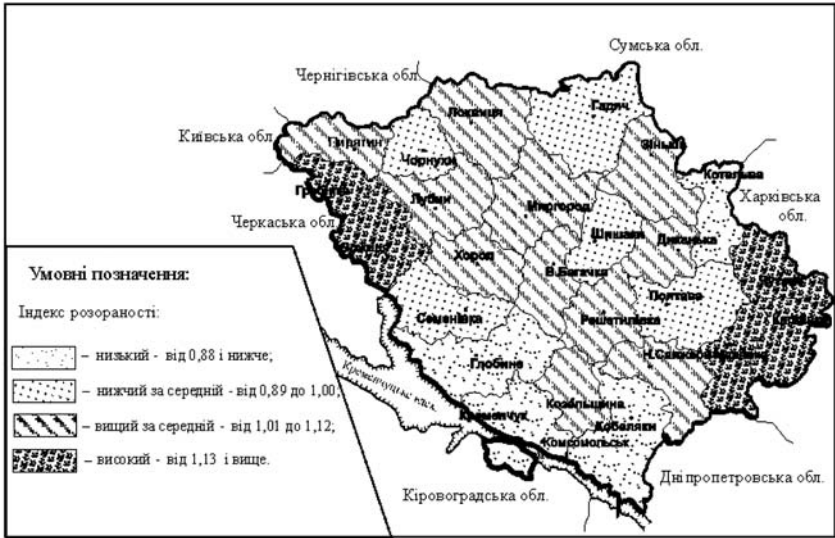 Сумська обл.
Чернігівська обл.
Лохвиця
Гадяч
Київська обл.
Пирятин
Чорнухи
Зіньків
Котельва
Харківська
обл.
Лубни
Миргород
Черкаська обл.
Шишаки
Диканька
Хорол
В.Багачка
Полтава
Семенівка
Решетилівка
Глобине
Козельщина
Кременчук
Кобеляки
Комсомольськ
Дніпропетровська обл.
Кіровоградська обл.
Умовні позначення:
Індекс розораності:
– низький - від 0,88 і нижче;
– нижчий за середній - від 0,89 до 1,00;
– вищий за середній - від 1,01 до 1,12;
– високий - від 1,13 і вище.